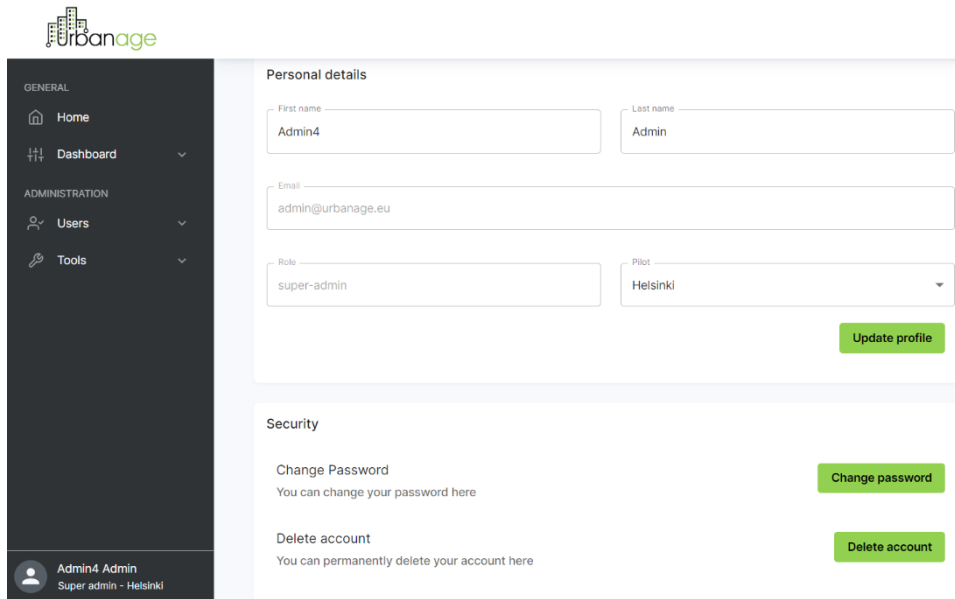 Urbanage
GENERAL
Home
Dashboard
ADMINISTRATION
Users
Tools
Admin4 Admin
Super admin - Helsinki
Personal details
First name
Admin4
Last name
Admin
Email
admin@urbanage.eu
Role
super-admin
Pilot
Helsinki
Update profile
Security
Change Password
You can change your password here
Change password
Delete account
You can permanently delete your account here
Delete account